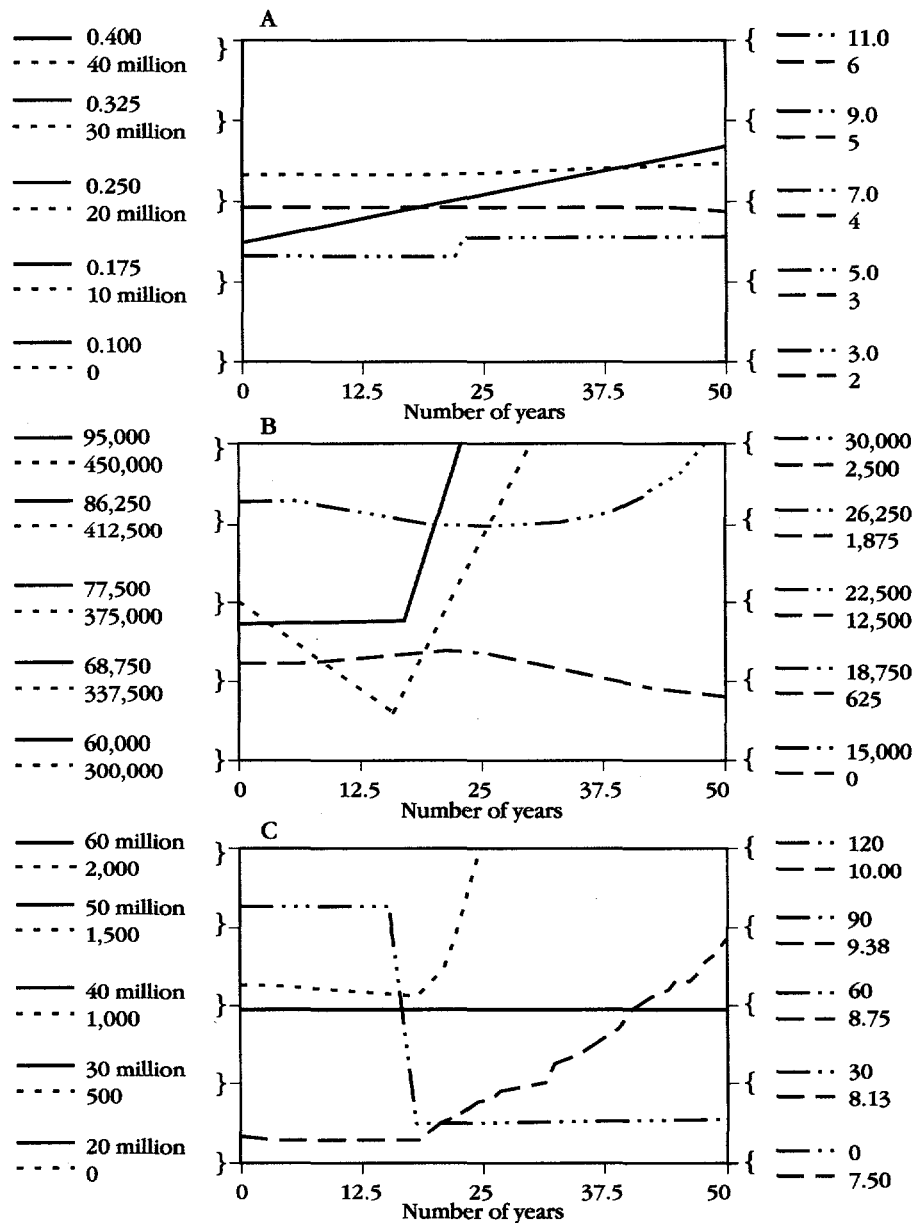 A
0.400
40 million
0.325
30 million
0.250
20 million
0.175
10 million
0.100
0
11.0
6
9.0
5
7.0
4
5.0
3
3.0
2
0 12.5 25 37.5 50
Number of years
B
95,000
450,000
86,250
412,500
77,500
375,000
68,750
337,500
60,000
300,000
30,000
2,500
26,250
1,875
22,500
12,500
18,750
625
15,000
0
0 12.5 25 37.5 50
Number of years
C
60 million
2,000
50 million
1,500
40 million
1,000
30 million
500
20 million
0
120
10.00
90
9.38
60
8.75
30
8.13
0
7.50
0 12.5 25 37.5 50
Number of years